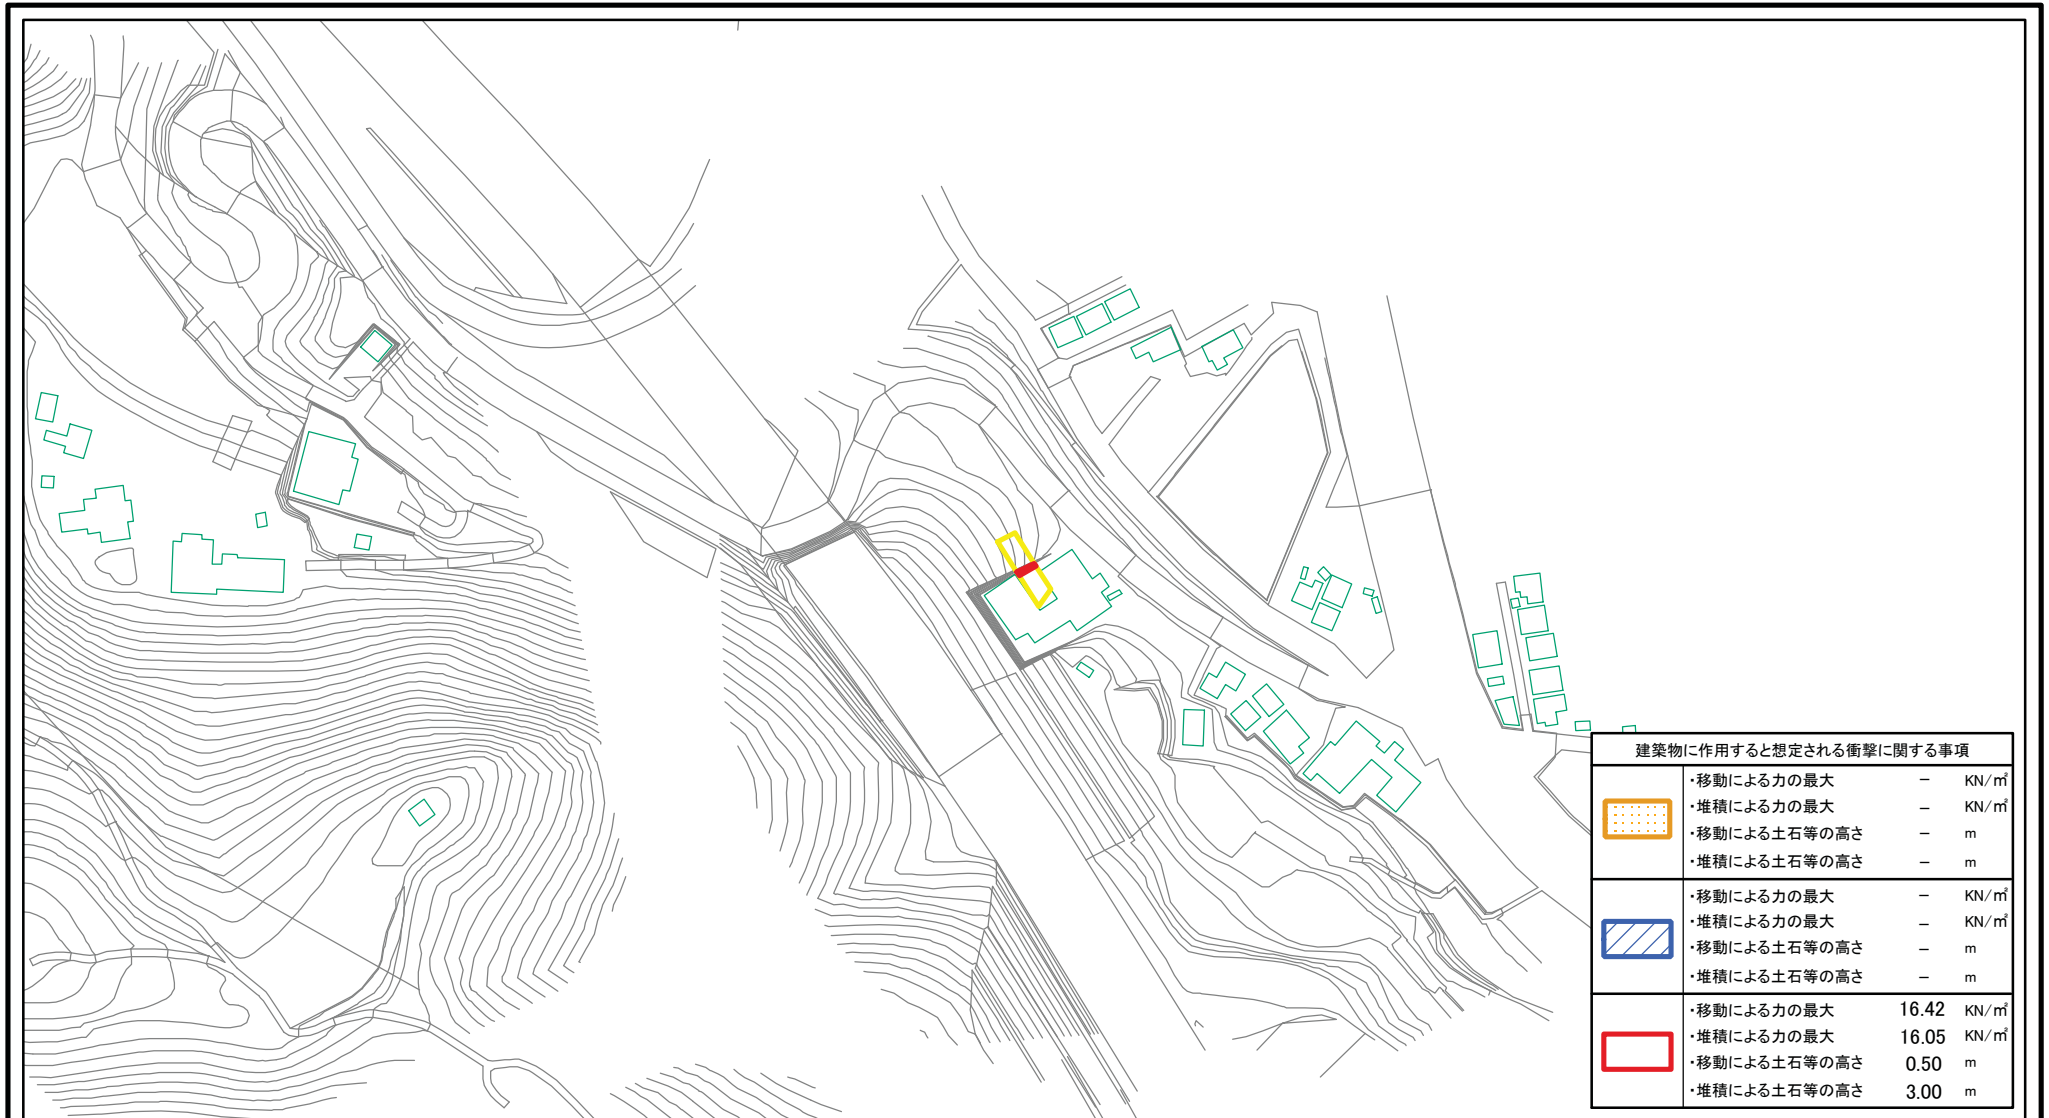 建築物に作用すると想定される衝撃に関する事項
・移動による力の最大 － KN/㎡
・堆積による力の最大 － KN/㎡
・移動による土石等の高さ － m
・堆積による土石等の高さ － m
・移動による力の最大 － KN/㎡
・堆積による力の最大 － KN/㎡
・移動による土石等の高さ － m
・堆積による土石等の高さ － m
・移動による力の最大 16.42 KN/㎡
・堆積による力の最大 16.05 KN/㎡
・移動による土石等の高さ 0.50 m
・堆積による土石等の高さ 3.00 m